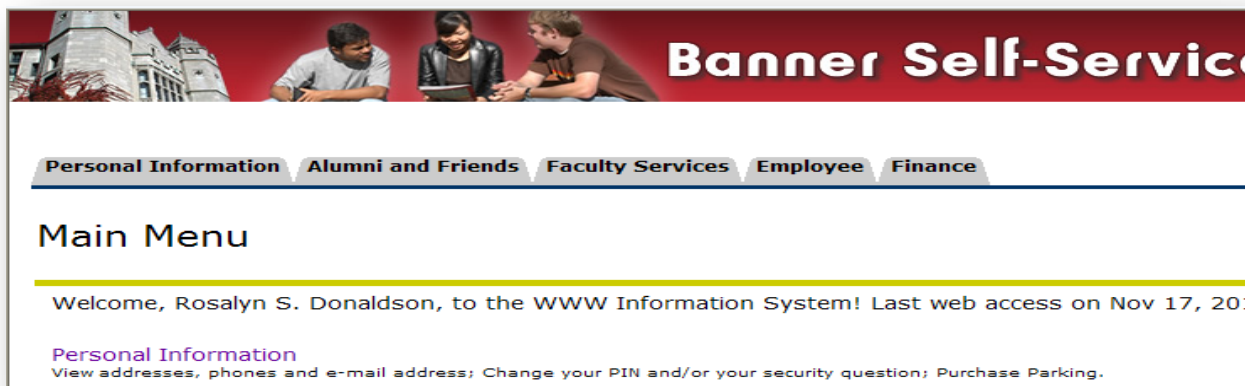 Banner Self-Service
Personal Information Alumni and Friends Faculty Services Employee Finance
Main Menu
Welcome, Rosalyn S. Donaldson, to the WWW Information System! Last web access on Nov 17, 201
Personal Information
View addresses, phones and e-mail address; Change your PIN and/or your security question; Purchase Parking.